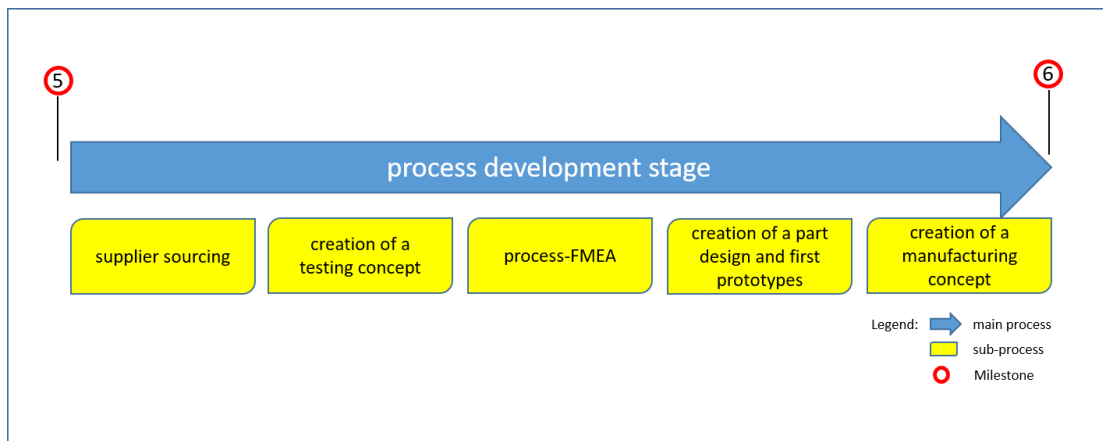 5
6
process development stage
supplier sourcing
creation of a
testing concept
process-FMEA
creation of a part
design and first
prototypes
creation of a
manufacturing
concept
Legend:
main process
sub-process
Milestone